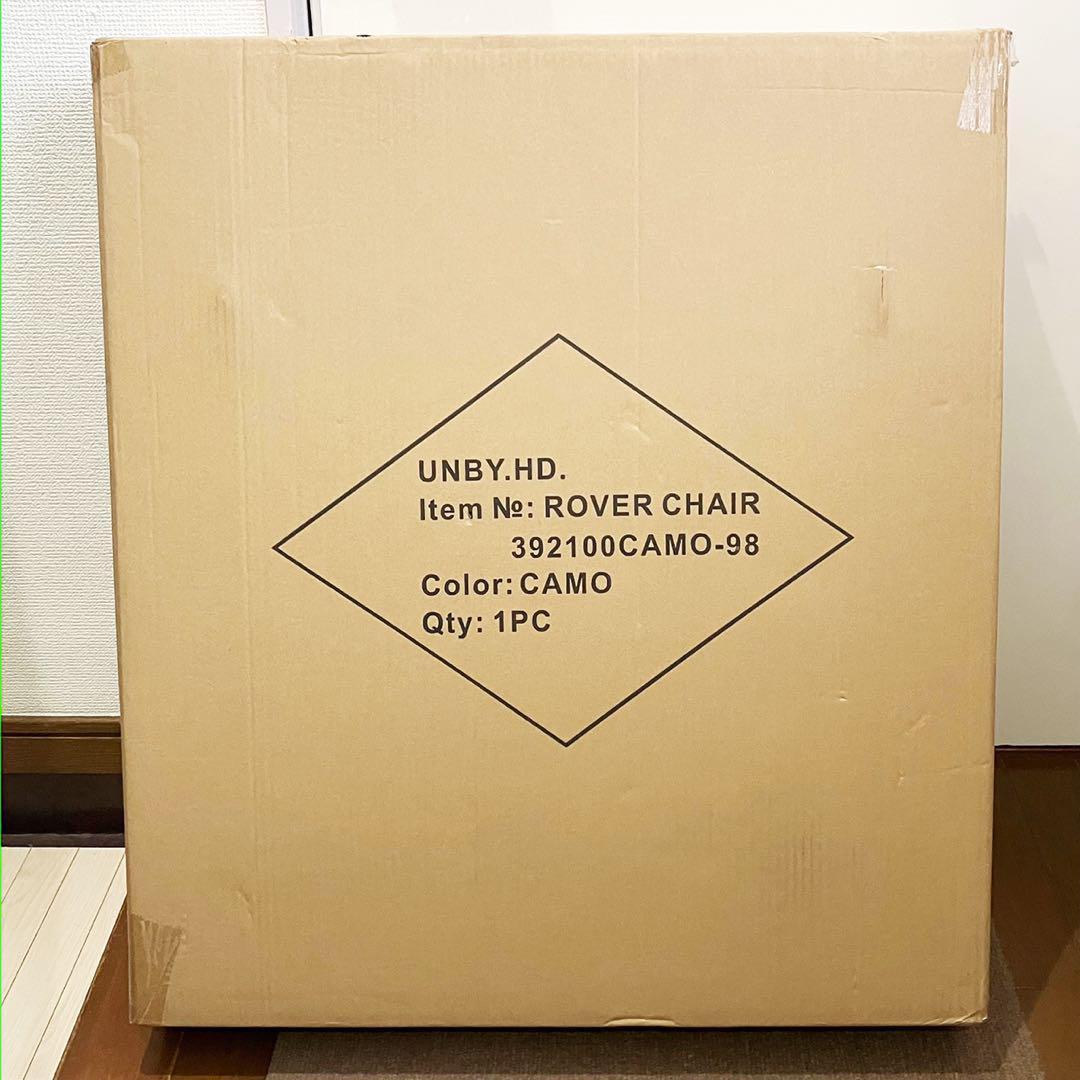 UNBY.HD.
Item №: ROVER CHAIR
392100CAMO-98
Color: CAMO
Qty: 1PC